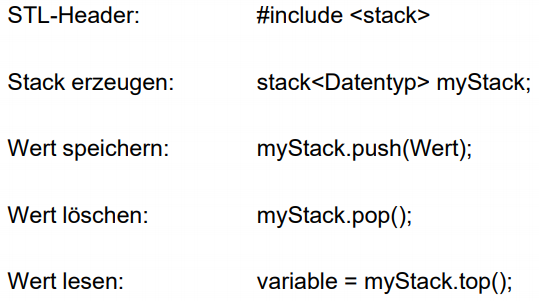 STL-Header: #include <stack>
Stack erzeugen: stack<Datentyp> myStack;
Wert speichern: myStack.push(Wert);
Wert löschen: myStack.pop();
Wert lesen: variable = myStack.top();